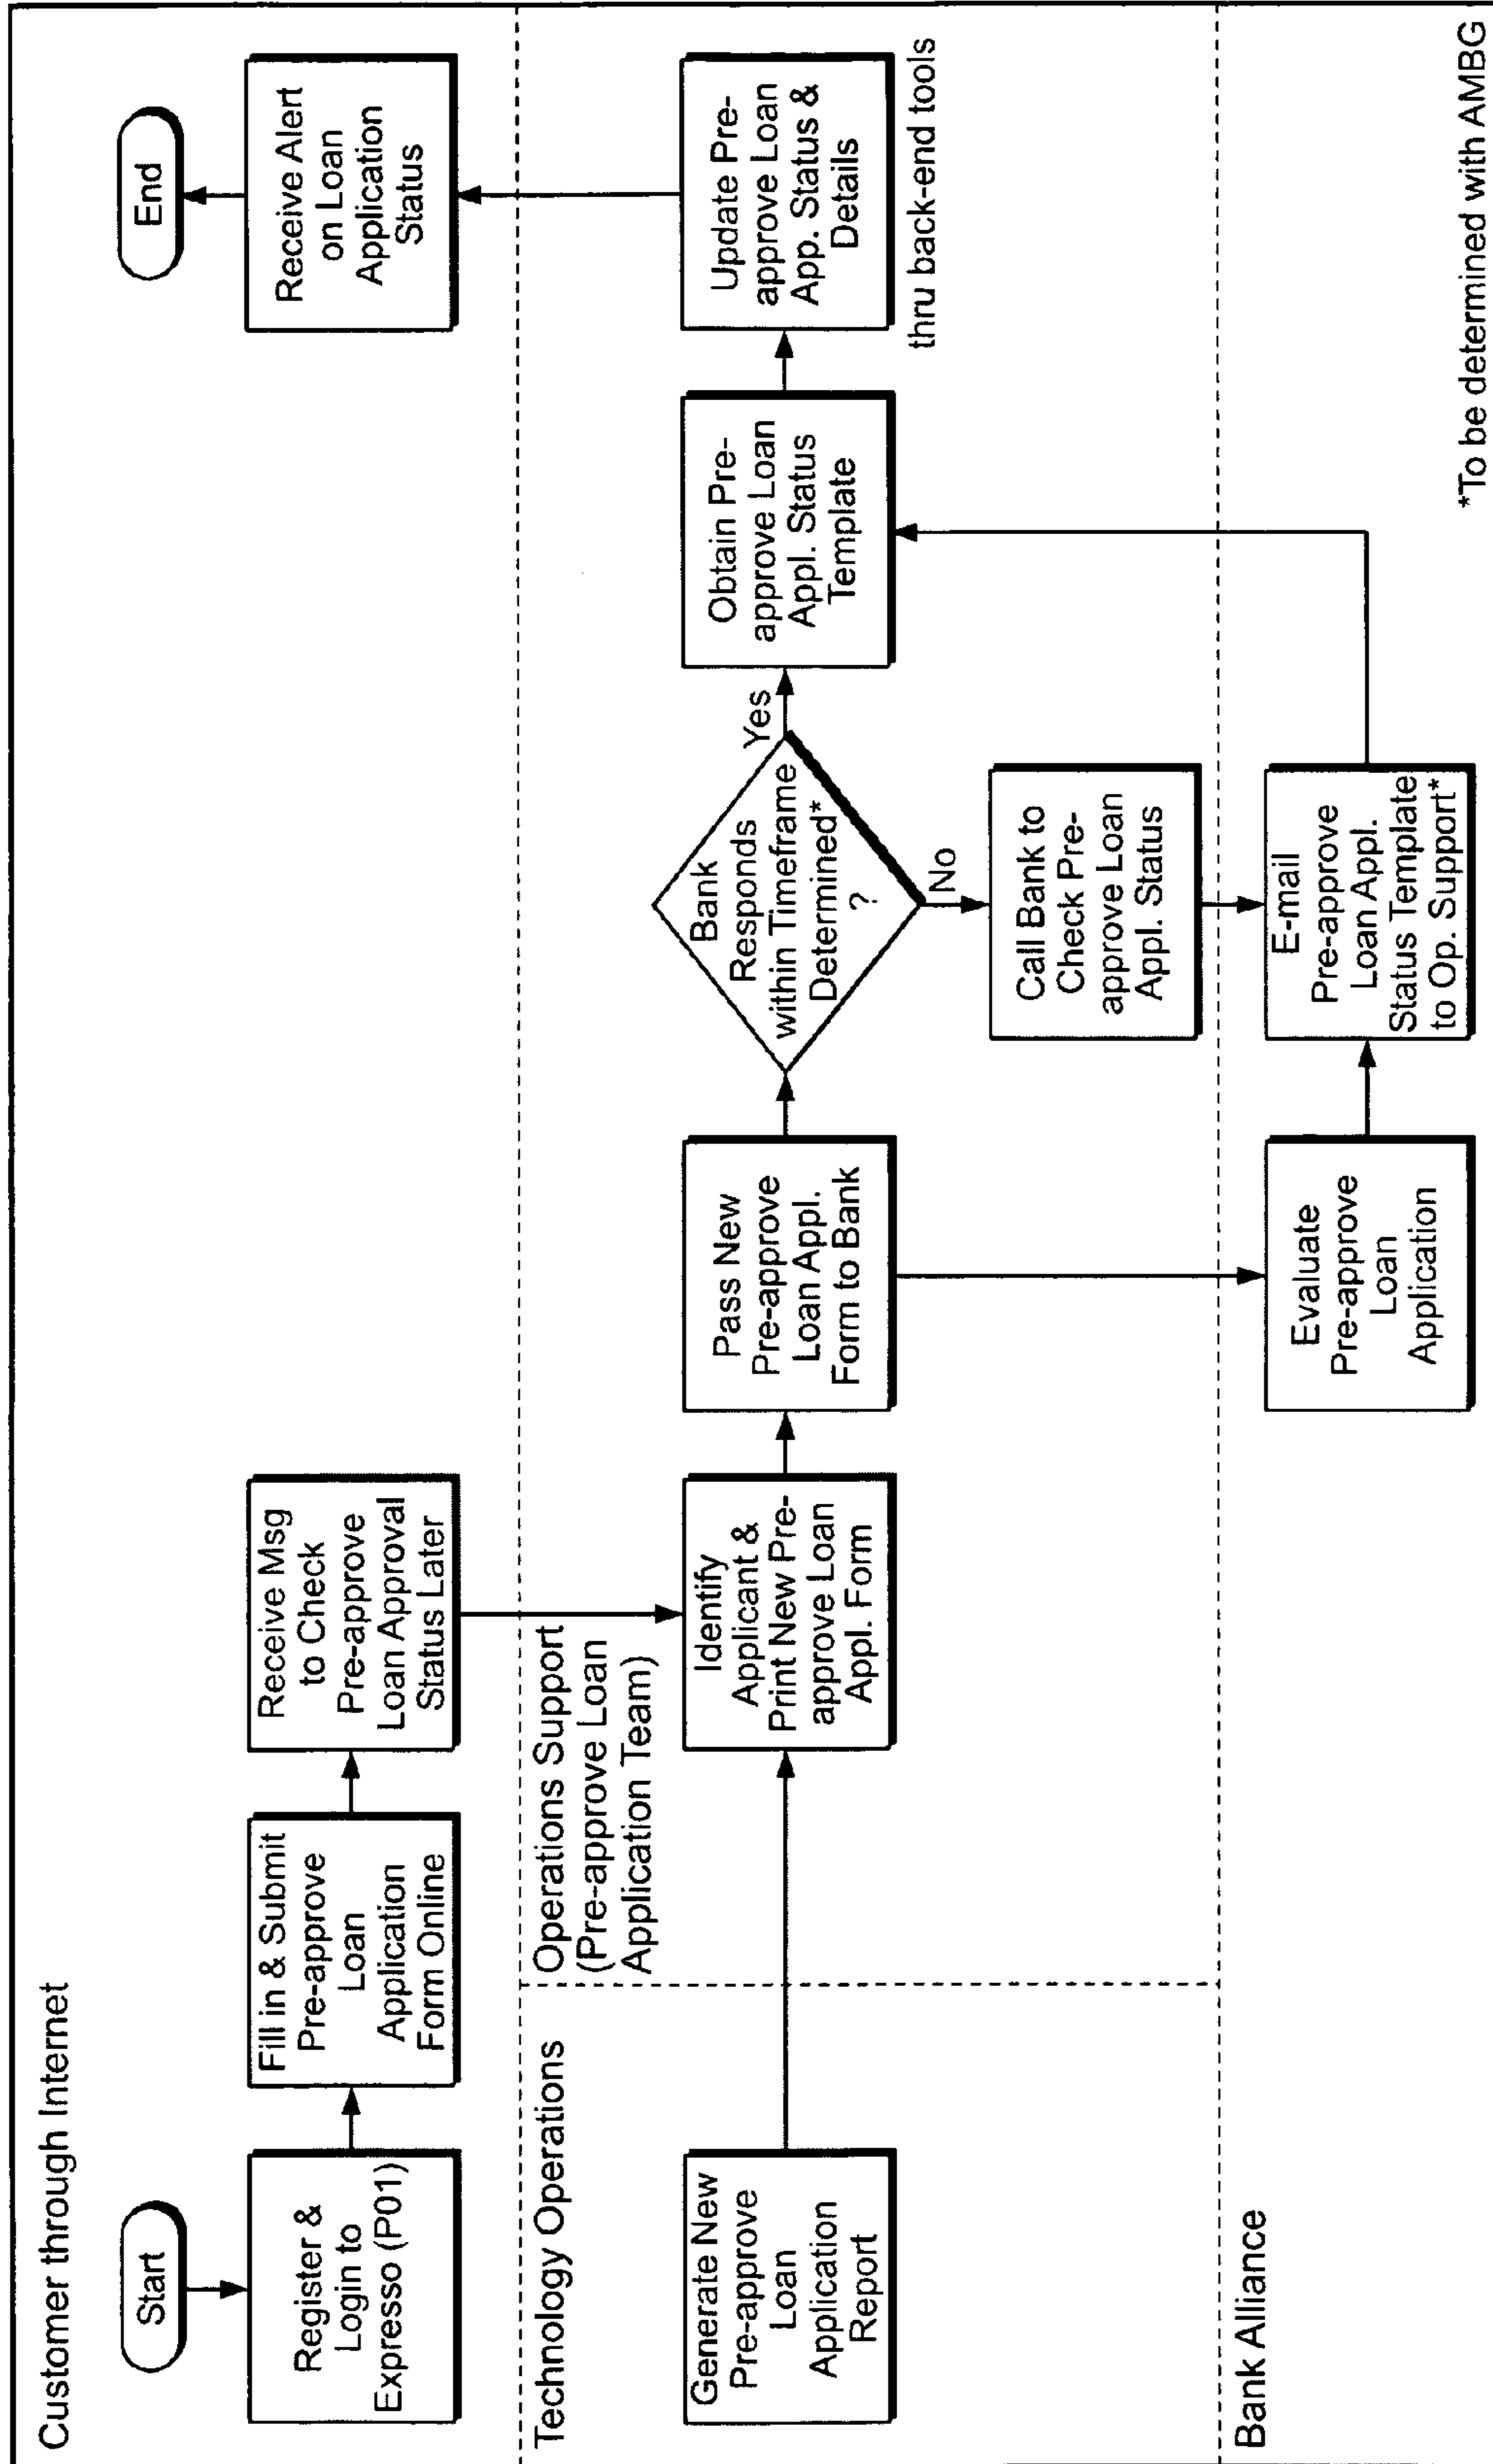 Customer through Internet
Start
Register &
Login to
Expresso (P01)
Fill in & Submit
Pre-approve
Loan
Application
Form Online
Receive Msg
to Check
Pre-approve
Loan Approval
Status Later
Receive Alert
on Loan
Application
Status
End
Technology Operations
Generate New
Pre-approve
Loan
Application
Report
Operations Support
(Pre-approve Loan
Application Team)
Identify
Applicant &
Print New Pre-
approve Loan
Appl. Form
Pass New
Pre-approve
Loan Appl.
Form to Bank
Bank
Responds
within Timeframe
Determined*
?
Yes
No
Call Bank to
Check Pre-
approve Loan
Appl. Status
Obtain Pre-
approve Loan
Appl. Status
Template
Update Pre-
approve Loan
App. Status &
Details
thru back-end tools
Bank Alliance
Evaluate
Pre-approve
Loan
Application
E-mail
Pre-approve
Loan Appl.
Status Template
to Op. Support*
*To be determined with AMBG